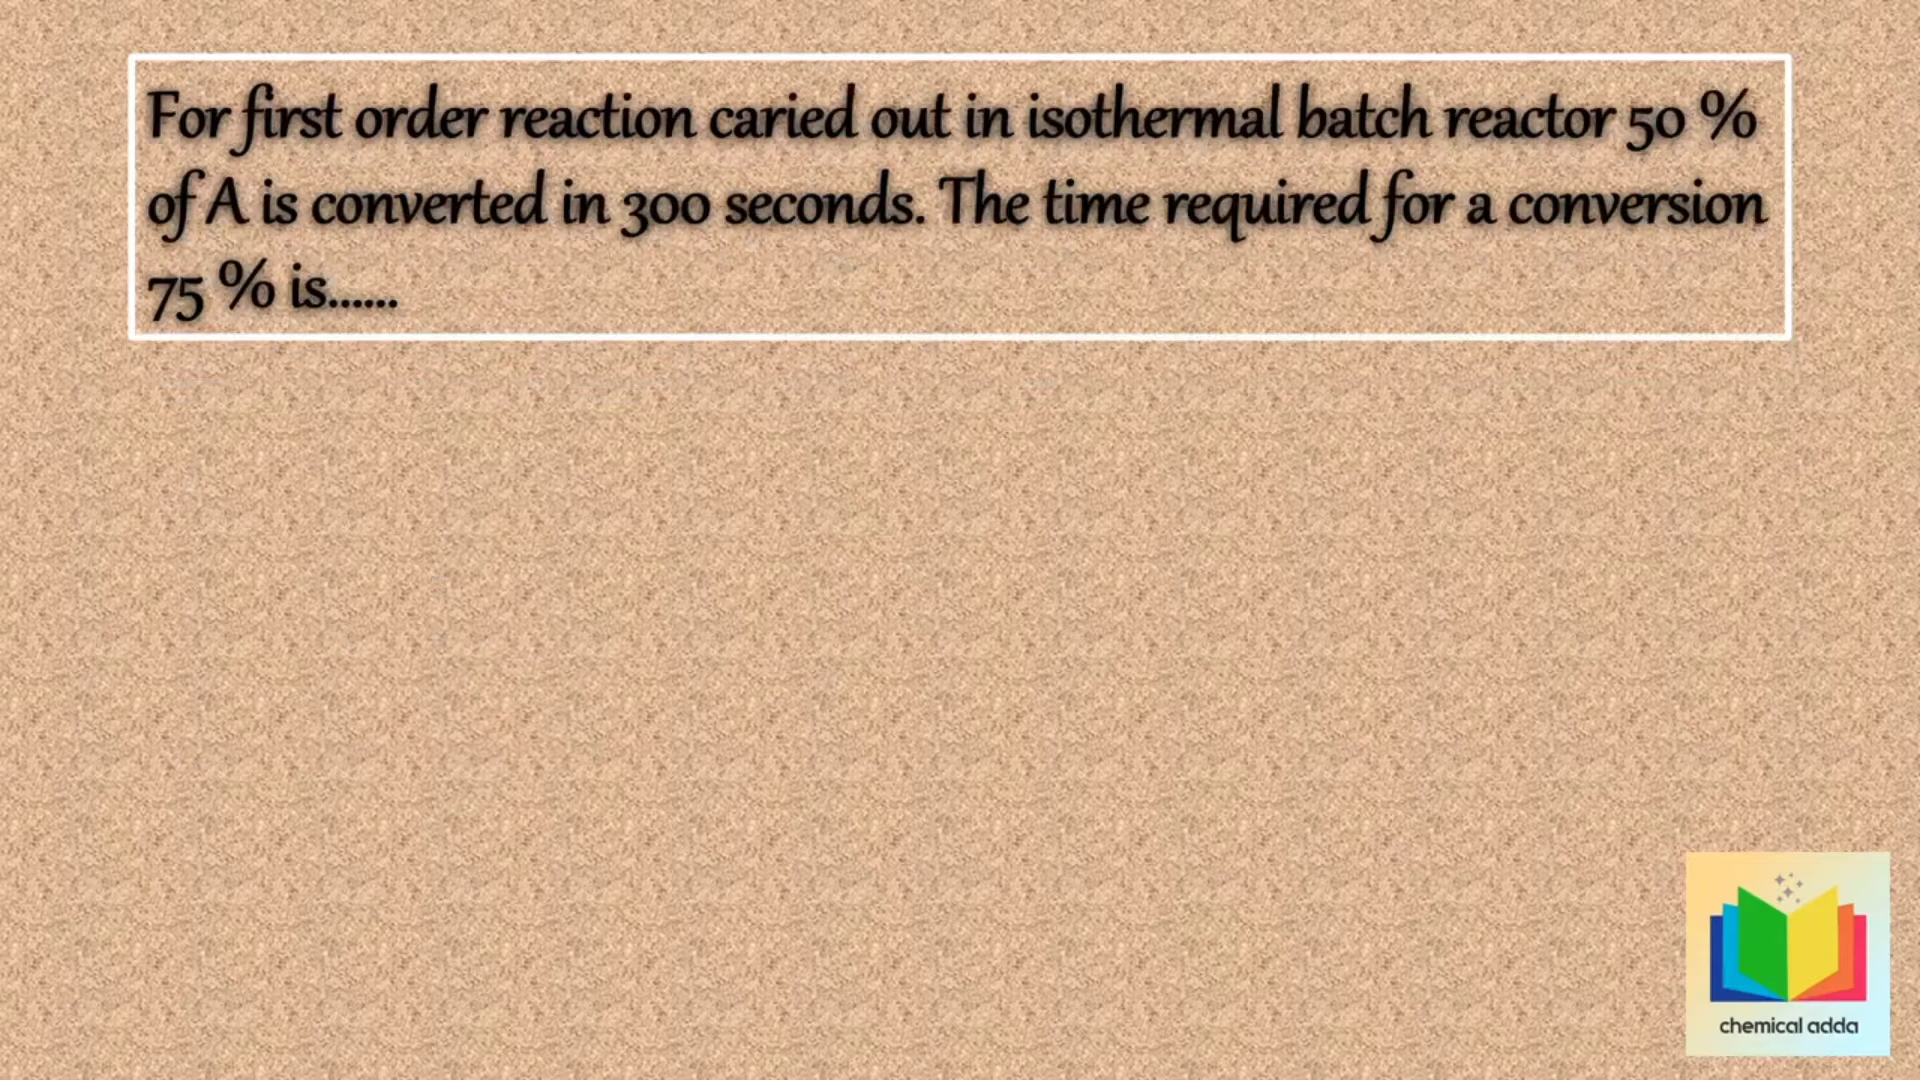 For first order reaction caried out in isothermal batch reactor 50 %
of A is converted in 300 seconds. The time required for a conversion
75 % is......
chemical adda